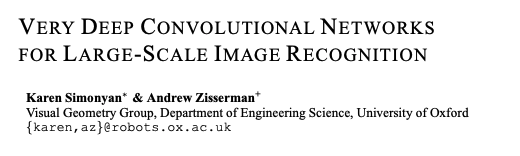 VERY DEEP CONVOLUTIONAL NETWORKS
FOR LARGE-SCALE IMAGE RECOGNITION
Karen Simonyan* & Andrew Zisserman+
Visual Geometry Group, Department of Engineering Science, University of Oxford
{karen,az}@robots.ox.ac.uk